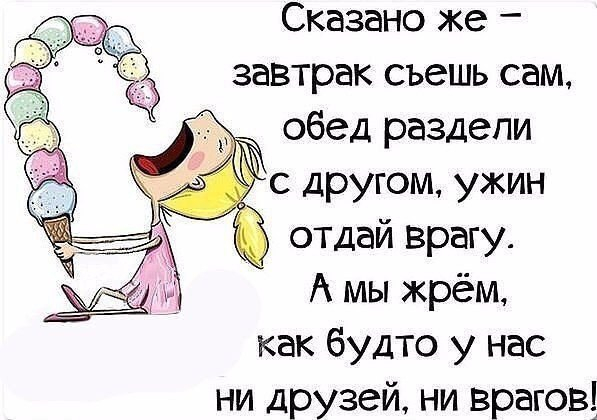 Сказано же –
завтрак съешь сам,
обед раздели
с другом, ужин
отдай врагу.
А мы жрём,
как будто у нас
ни друзей, ни врагов!